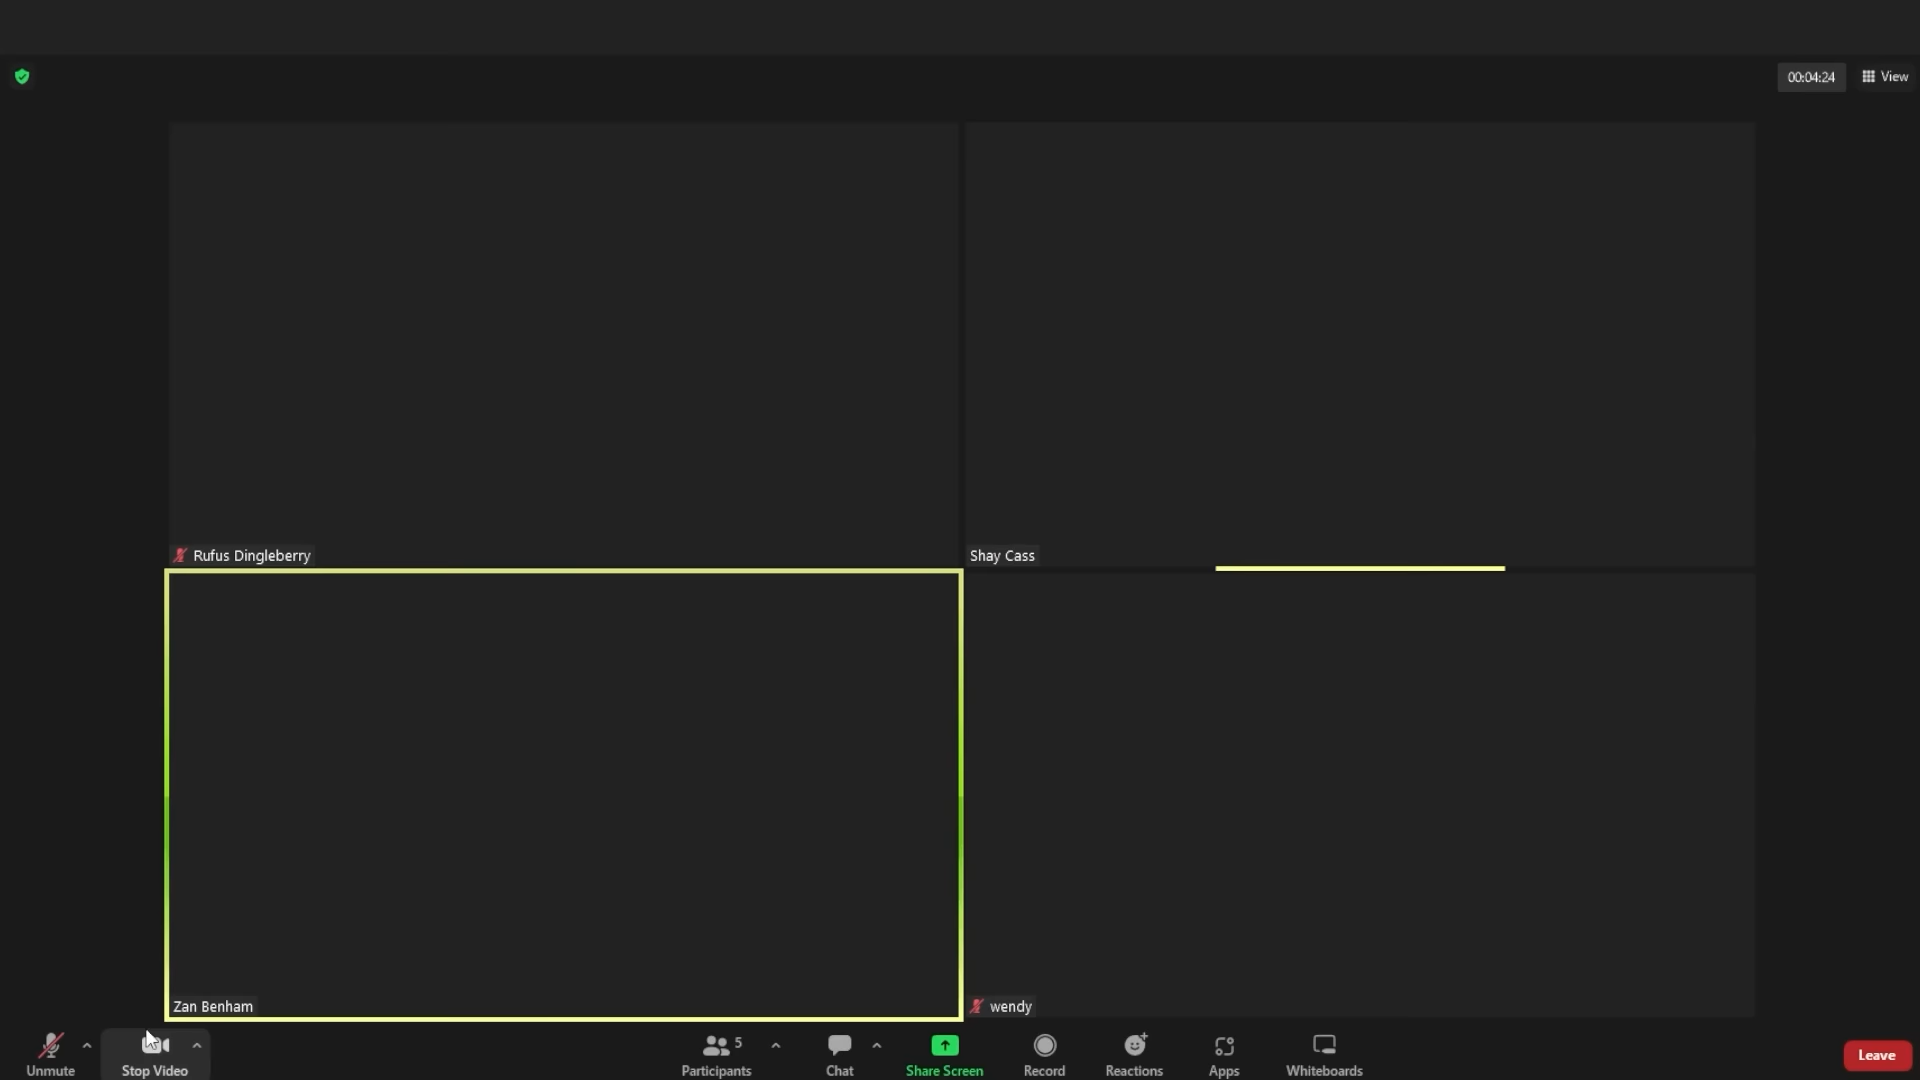 00:04:24 View
Rufus Dingleberry
Shay Cass
Zan Benham
wendy
5
Unmute
Stop Video
Participants
Chat
Share Screen
Record
Reactions
Apps
Whiteboards
Leave